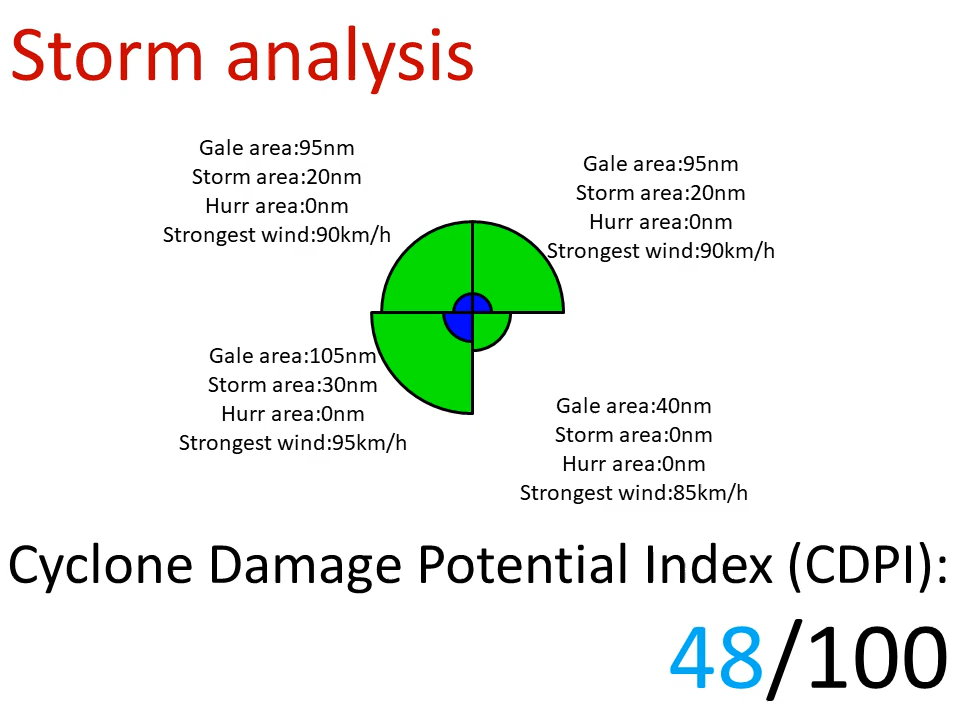 Storm analysis
Gale area:95nm
Storm area:20nm
Hurr area:0nm
Strongest wind:90km/h
Gale area:95nm
Storm area:20nm
Hurr area:0nm
Strongest wind:90km/h
Gale area:105nm
Storm area:30nm
Hurr area:0nm
Strongest wind:95km/h
Gale area:40nm
Storm area:0nm
Hurr area:0nm
Strongest wind:85km/h
Cyclone Damage Potential Index (CDPI):
48/100